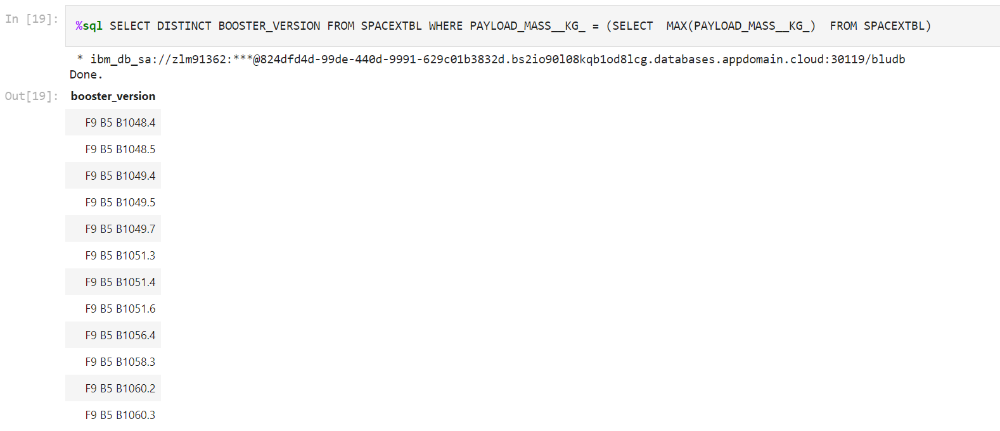 In [19]:
%sql SELECT DISTINCT BOOSTER_VERSION FROM SPACEXTBL WHERE PAYLOAD_MASS__KG_ = (SELECT  MAX(PAYLOAD_MASS__KG_)  FROM SPACEXTBL)
* ibm_db_sa://zlm91362:***@824dfd4d-99de-440d-9991-629c01b3832d.bs2io90l08kqb1od8lcg.databases.appdomain.cloud:30119/bludb
Done.
Out[19]:
booster_version
F9 B5 B1048.4
F9 B5 B1048.5
F9 B5 B1049.4
F9 B5 B1049.5
F9 B5 B1049.7
F9 B5 B1051.3
F9 B5 B1051.4
F9 B5 B1051.6
F9 B5 B1056.4
F9 B5 B1058.3
F9 B5 B1060.2
F9 B5 B1060.3